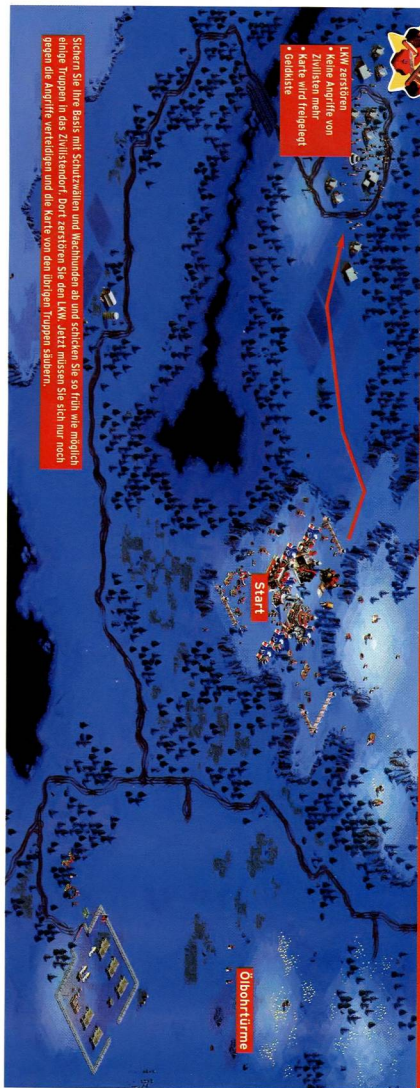 LKW zerstören
• Keine Angriffe von
Zivilisten mehr
• Karte wird freigelegt
• Geldkiste
Start
Ölbohrtürme
Sichern Sie Ihre Basis mit Schutzwällen und Wachhunden ab und schicken Sie so früh wie möglich
einige Truppen in das Zivilistendorf. Dort zerstören Sie den LKW. Jetzt müssen Sie sich nur noch
gegen die Angriffe verteidigen und die Karte von den übrigen Truppen säubern.